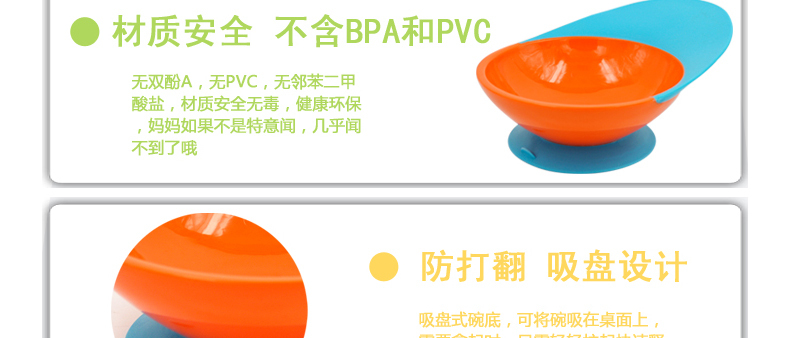 材质安全 不含BPA和PVC
无双酚A，无PVC，无邻苯二甲
酸盐，材质安全无毒，健康环保
，妈妈如果不是特意闻，几乎闻
不到了哦
防打翻 吸盘设计
吸盘式碗底，可将碗吸在桌面上，